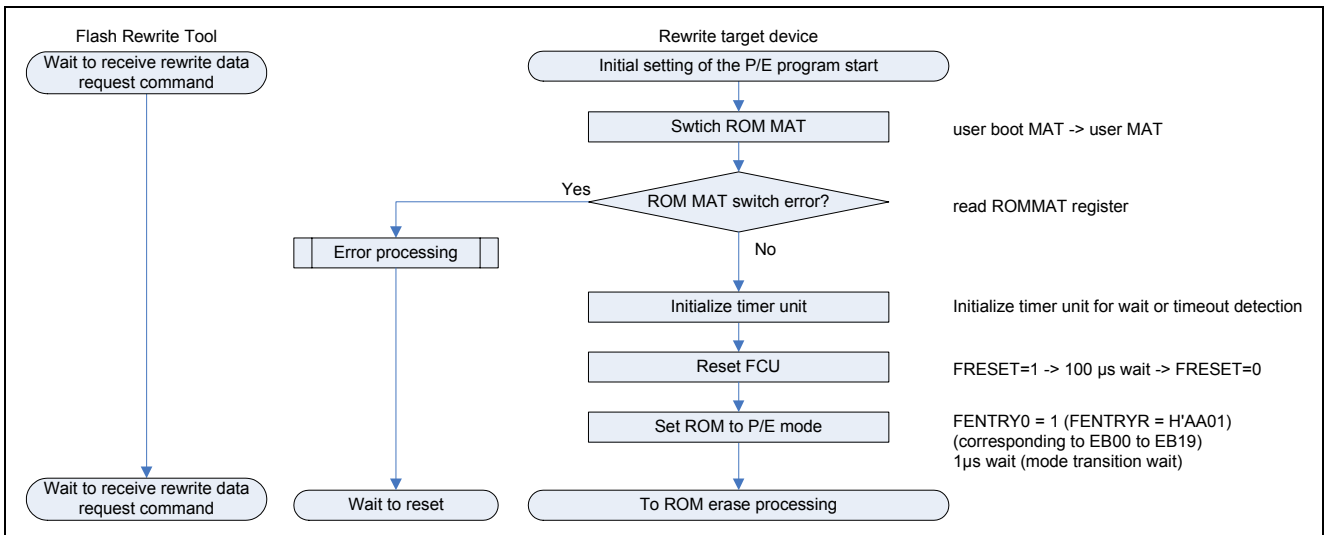 Flash Rewrite Tool
Wait to receive rewrite data
request command
Rewrite target device
Initial setting of the P/E program start
Swtich ROM MAT
user boot MAT -> user MAT
Yes
ROM MAT switch error?
read ROMMAT register
Error processing
No
Initialize timer unit
Initialize timer unit for wait or timeout detection
Reset FCU
FRESET=1 -> 100 µs wait -> FRESET=0
Set ROM to P/E mode
FENTRY0 = 1 (FENTRYR = H'AA01)
(corresponding to EB00 to EB19)
1µs wait (mode transition wait)
Wait to receive rewrite data
request command
Wait to reset
To ROM erase processing